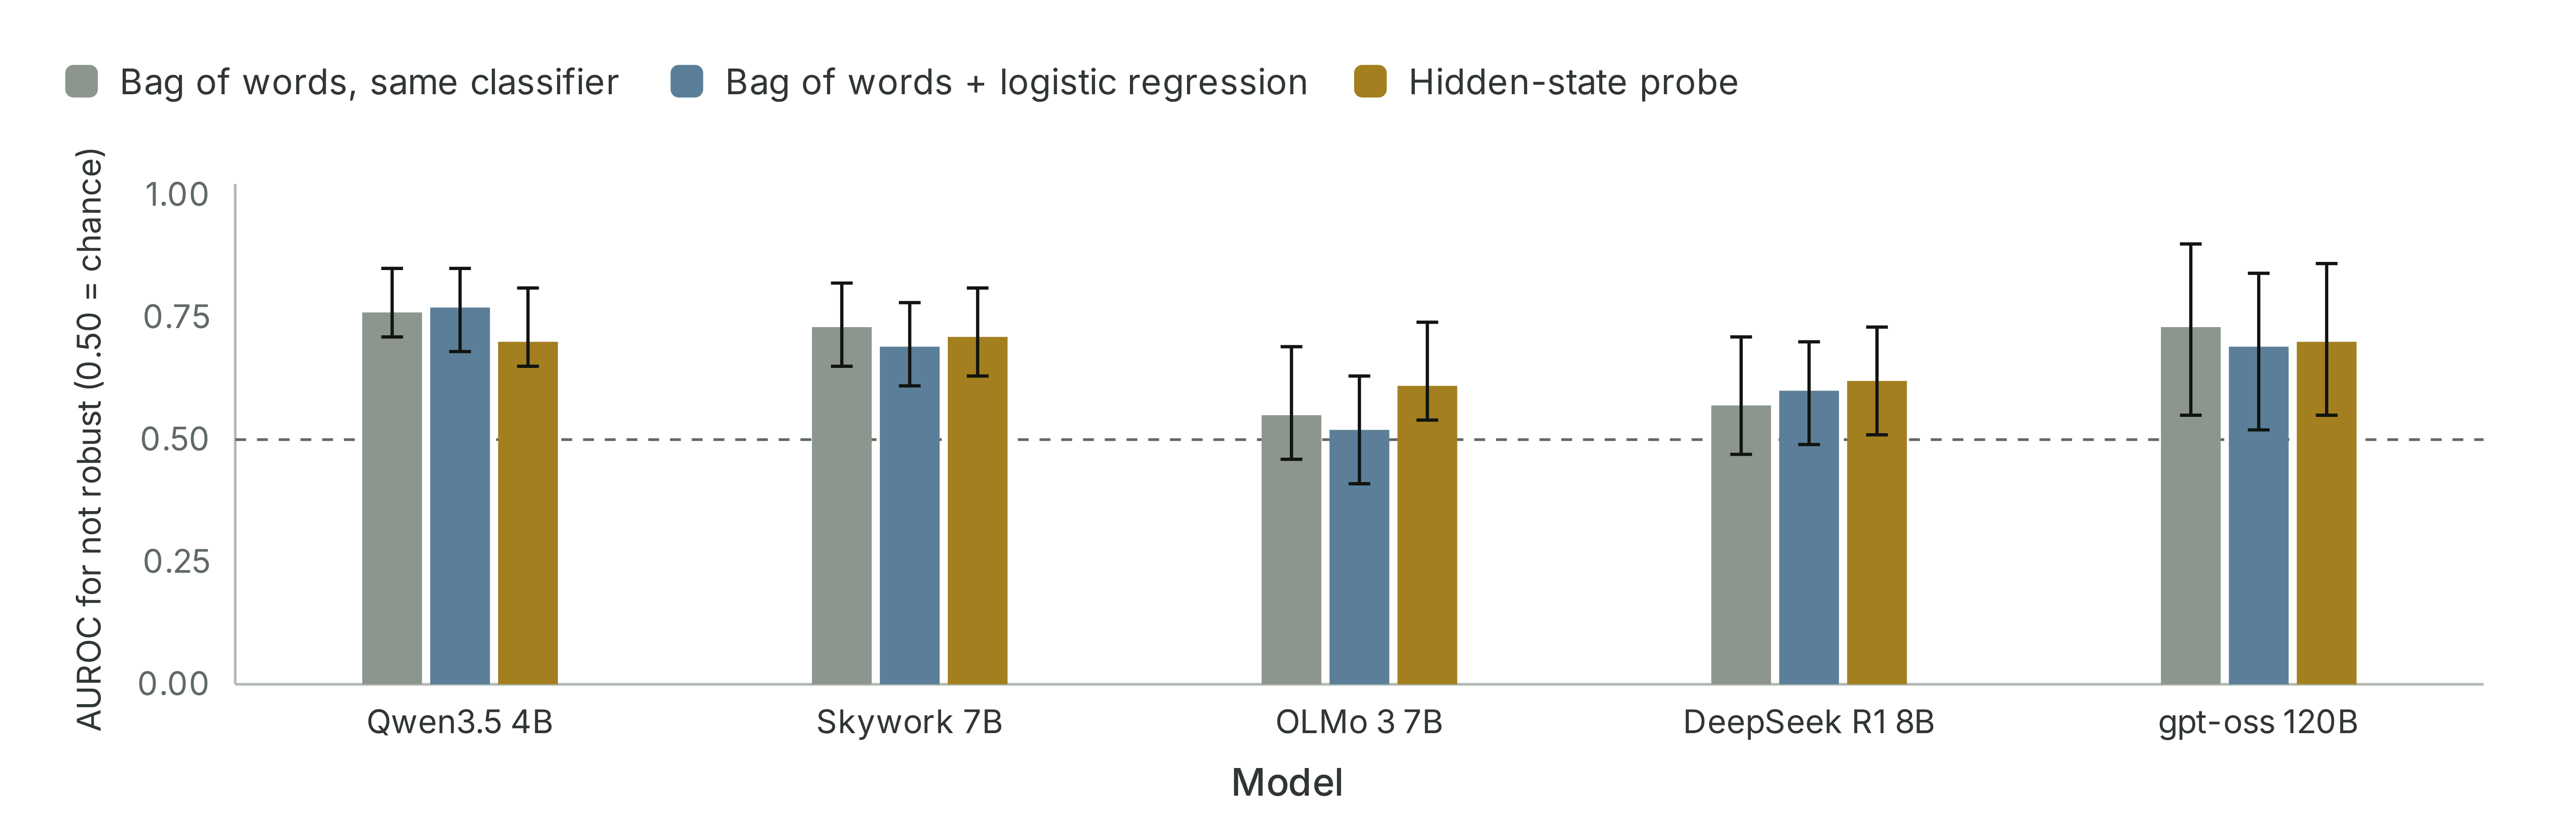 Bag of words, same classifier
Bag of words + logistic regression
Hidden-state probe
AUROC for not robust (0.50 = chance)
1.00
0.75
0.50
0.25
0.00
Qwen3.5 4B
Skywork 7B
OLMo 3 7B
DeepSeek R1 8B
gpt-oss 120B
Model